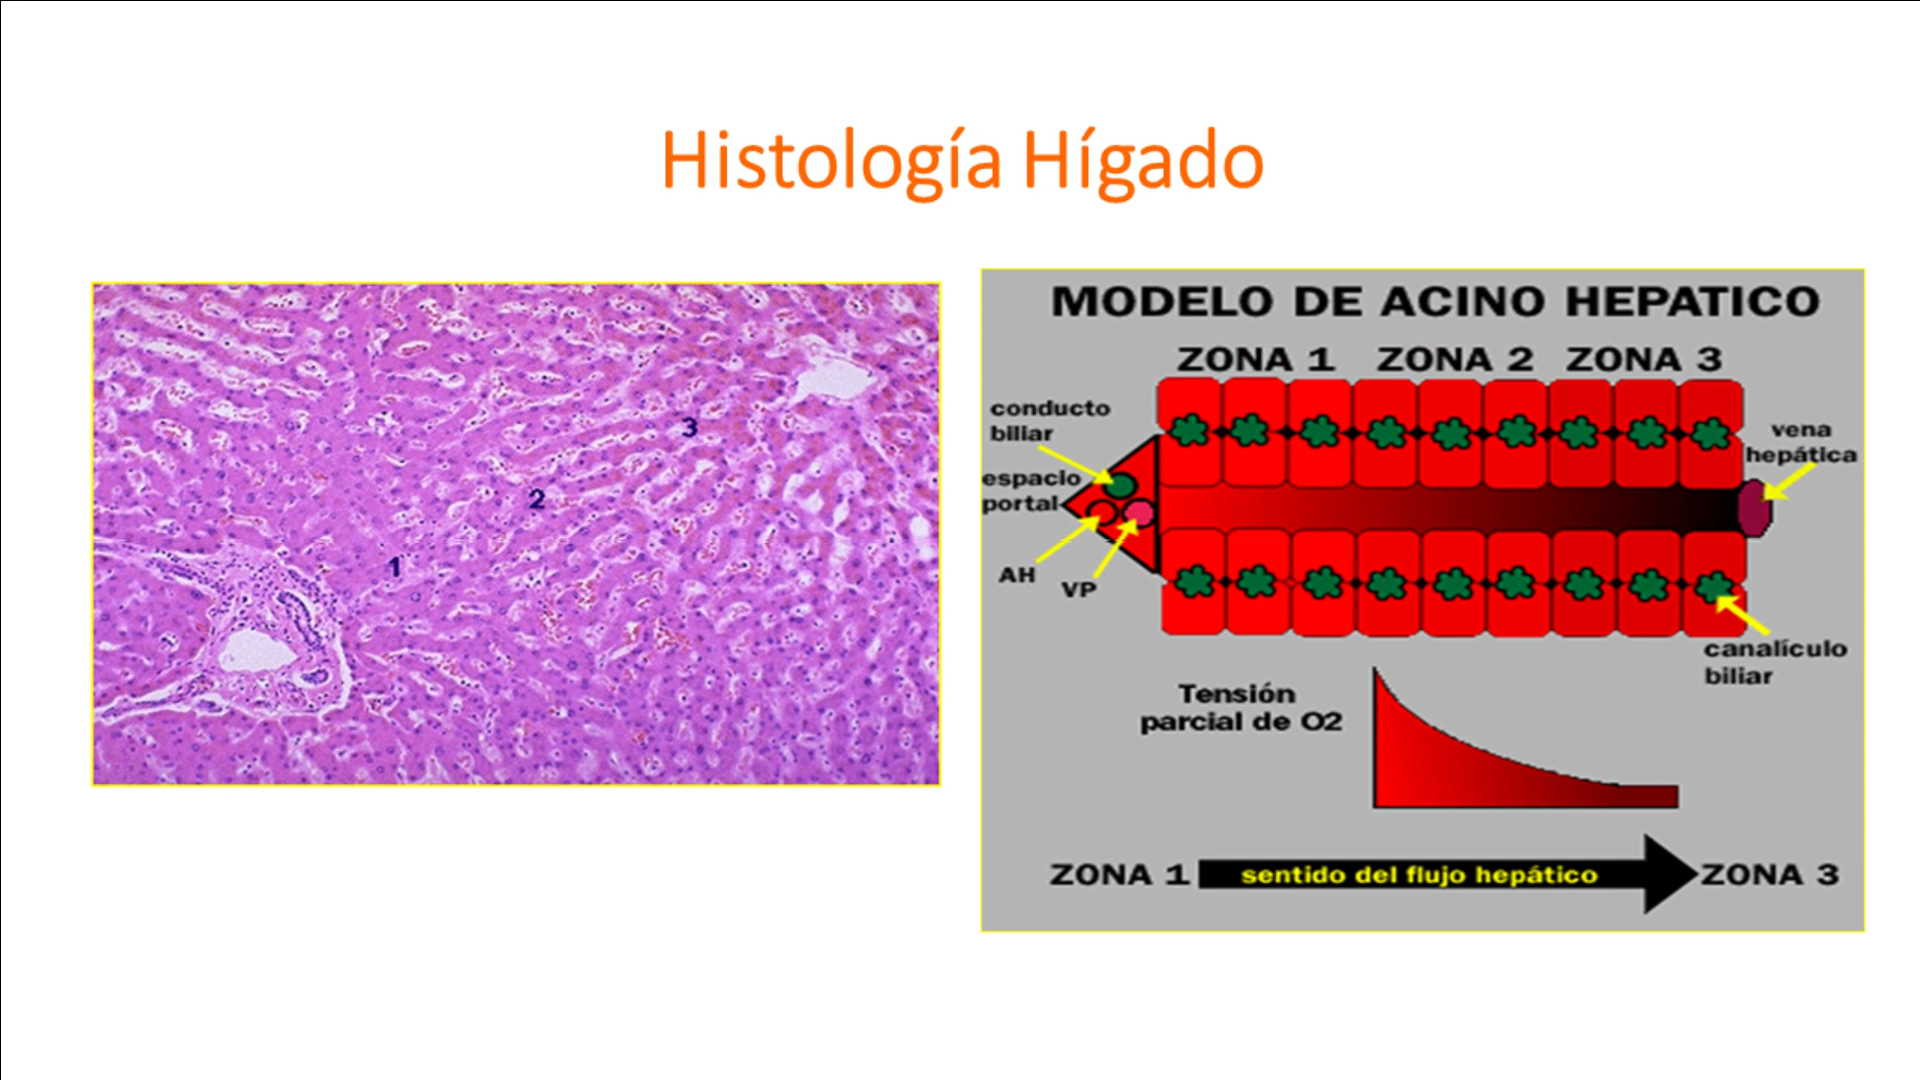 Histología Hígado
3
2
1
MODELO DE ACINO HEPATICO
ZONA 1 ZONA 2 ZONA 3
conducto
biliar
espacio
portal
AH
VP
vena
hepática
canalículo
biliar
Tensión
parcial de O2
ZONA 1 sentido del flujo hepático ZONA 3